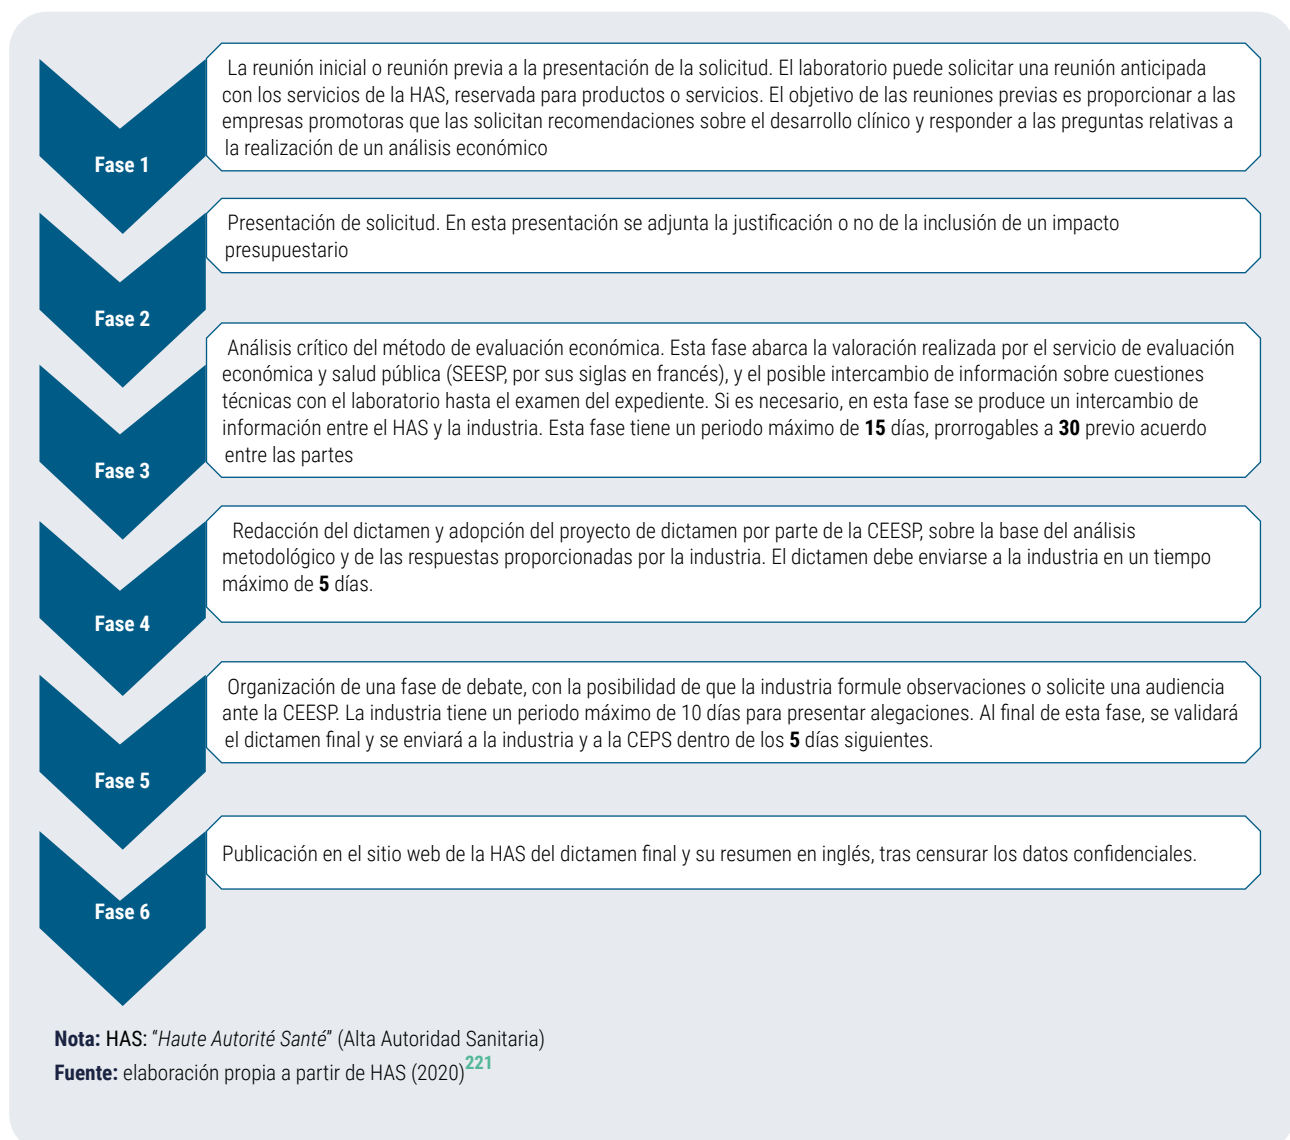 La reunión inicial o reunión previa a la presentación de la solicitud. El laboratorio puede solicitar una reunión anticipada
con los servicios de la HAS, reservada para productos o servicios. El objetivo de las reuniones previas es proporcionar a las
empresas promotoras que las solicitan recomendaciones sobre el desarrollo clínico y responder a las preguntas relativas a
la realización de un análisis económico
Fase 1
Presentación de solicitud. En esta presentación se adjunta la justificación o no de la inclusión de un impacto
presupuestario
Fase 2
Análisis crítico del método de evaluación económica. Esta fase abarca la valoración realizada por el servicio de evaluación
económica y salud pública (SEESP, por sus siglas en francés), y el posible intercambio de información sobre cuestiones
técnicas con el laboratorio hasta el examen del expediente. Si es necesario, en esta fase se produce un intercambio de
información entre el HAS y la industria. Esta fase tiene un periodo máximo de 15 días, prorrogables a 30 previo acuerdo
entre las partes
Fase 3
Redacción del dictamen y adopción del proyecto de dictamen por parte de la CEESP, sobre la base del análisis
metodológico y de las respuestas proporcionadas por la industria. El dictamen debe enviarse a la industria en un tiempo
máximo de 5 días.
Fase 4
Organización de una fase de debate, con la posibilidad de que la industria formule observaciones o solicite una audiencia
ante la CEESP. La industria tiene un periodo máximo de 10 días para presentar alegaciones. Al final de esta fase, se validará
el dictamen final y se enviará a la industria y a la CEPS dentro de los 5 días siguientes.
Fase 5
Publicación en el sitio web de la HAS del dictamen final y su resumen en inglés, tras censurar los datos confidenciales.
Fase 6
Nota: HAS: "Haute Autorité Santé" (Alta Autoridad Sanitaria)
Fuente: elaboración propia a partir de HAS (2020)221